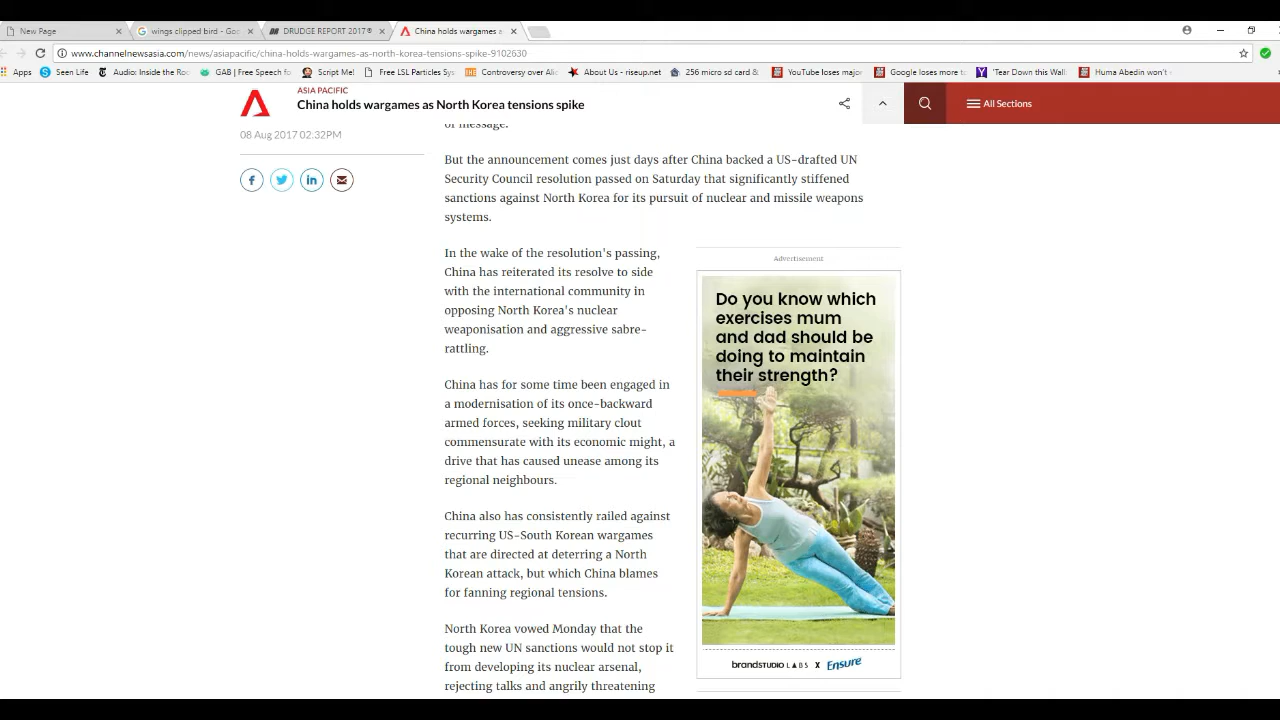 New Page
wings clipped bird - Goo
DRUDGE REPORT 2017®
China holds wargames a
www.channelnewsasia.com/news/asiapacific/china-holds-wargames-as-north-korea-tensions-spike-9102630
Apps
Seen Life
Audio: Inside the Roc
GAB | Free Speech fo
Script Me!
Free LSL Particles Sys
Controversy over Alic
About Us - riseup.net
256 micro sd card &
YouTube loses major
Google loses more to
'Tear Down this Wall:
Huma Abedin won't
ASIA PACIFIC
China holds wargames as North Korea tensions spike
All Sections
08 Aug 2017 02:32PM
of message.
But the announcement comes just days after China backed a US-drafted UN
Security Council resolution passed on Saturday that significantly stiffened
sanctions against North Korea for its pursuit of nuclear and missile weapons
systems.
In the wake of the resolution's passing,
China has reiterated its resolve to side
with the international community in
opposing North Korea's nuclear
weaponisation and aggressive sabre-
rattling.
China has for some time been engaged in
a modernisation of its once-backward
armed forces, seeking military clout
commensurate with its economic might, a
drive that has caused unease among its
regional neighbours.
China also has consistently railed against
recurring US-South Korean wargames
that are directed at deterring a North
Korean attack, but which China blames
for fanning regional tensions.
North Korea vowed Monday that the
tough new UN sanctions would not stop it
from developing its nuclear arsenal,
rejecting talks and angrily threatening
Advertisement
Do you know which
exercises mum
and dad should be
doing to maintain
their strength?
brandSTUDIO LABS X Ensure